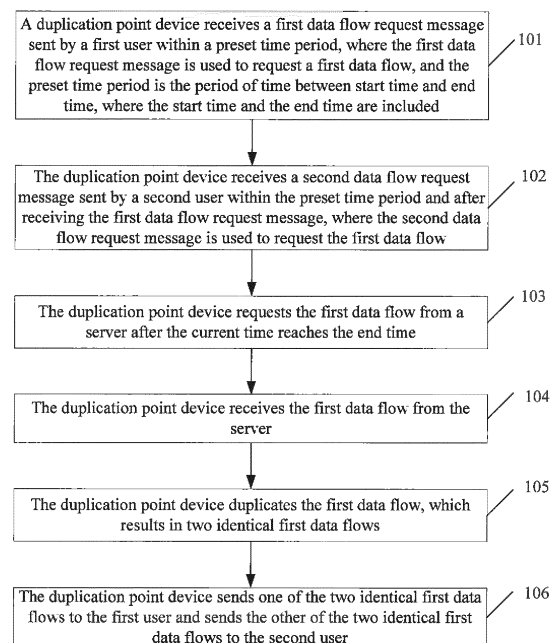 A duplication point device receives a first data flow request message
sent by a first user within a preset time period, where the first data
flow request message is used to request a first data flow, and the
preset time period is the period of time between start time and end
time, where the start time and the end time are included
101
The duplication point device receives a second data flow request
message sent by a second user within the preset time period and after
receiving the first data flow request message, where the second data
flow request message is used to request the first data flow
102
The duplication point device requests the first data flow from a
server after the current time reaches the end time
103
The duplication point device receives the first data flow from the
server
104
The duplication point device duplicates the first data flow, which
results in two identical first data flows
105
The duplication point device sends one of the two identical first data
flows to the first user and sends the other of the two identical first
data flows to the second user
106